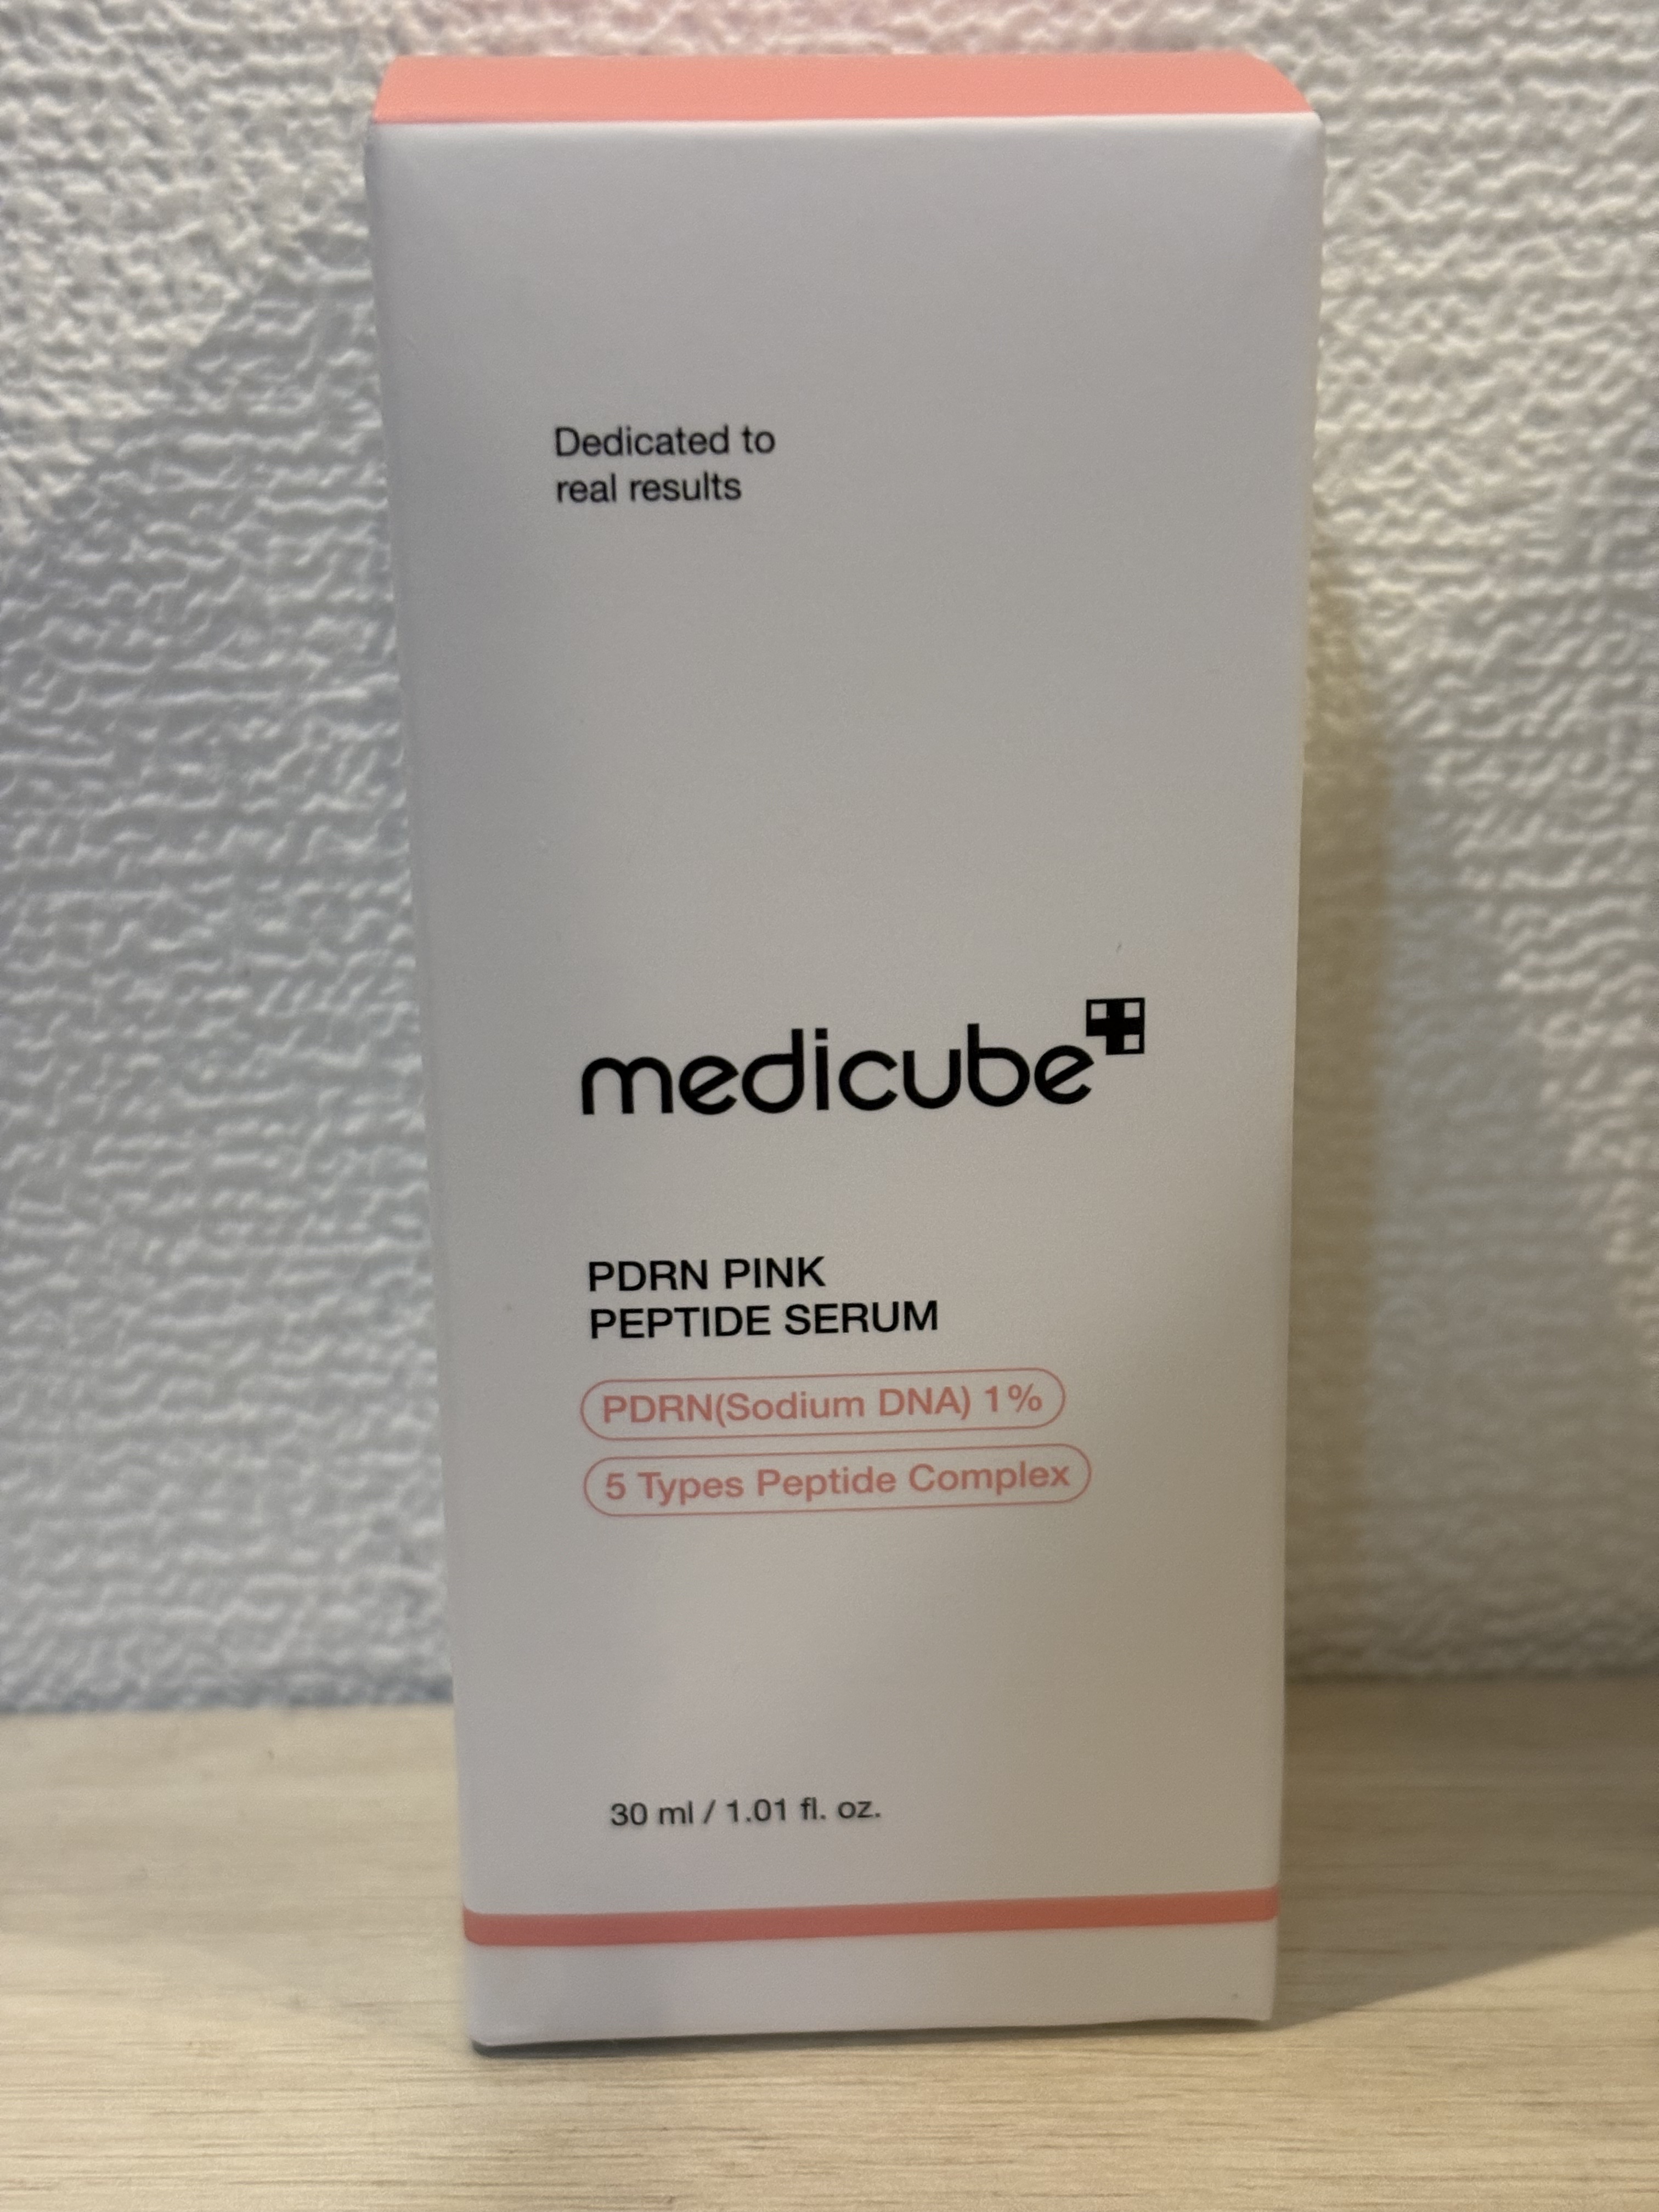 Dedicated to
real results
medicube
PDRN PINK
PEPTIDE SERUM
PDRN(Sodium DNA) 1%
5 Types Peptide Complex
30 ml / 1.01 fl. oz.